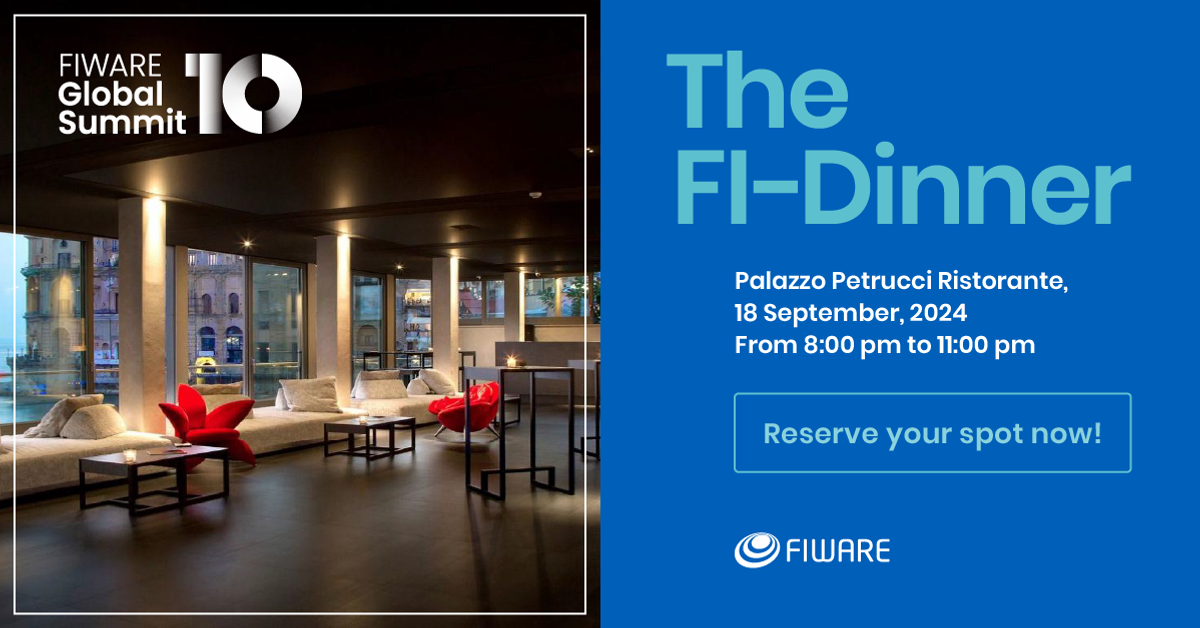 FIWARE
Global
Summit 10
The
FI-Dinner
Palazzo Petrucci Ristorante,
18 September, 2024
From 8:00 pm to 11:00 pm
Reserve your spot now!
FIWARE